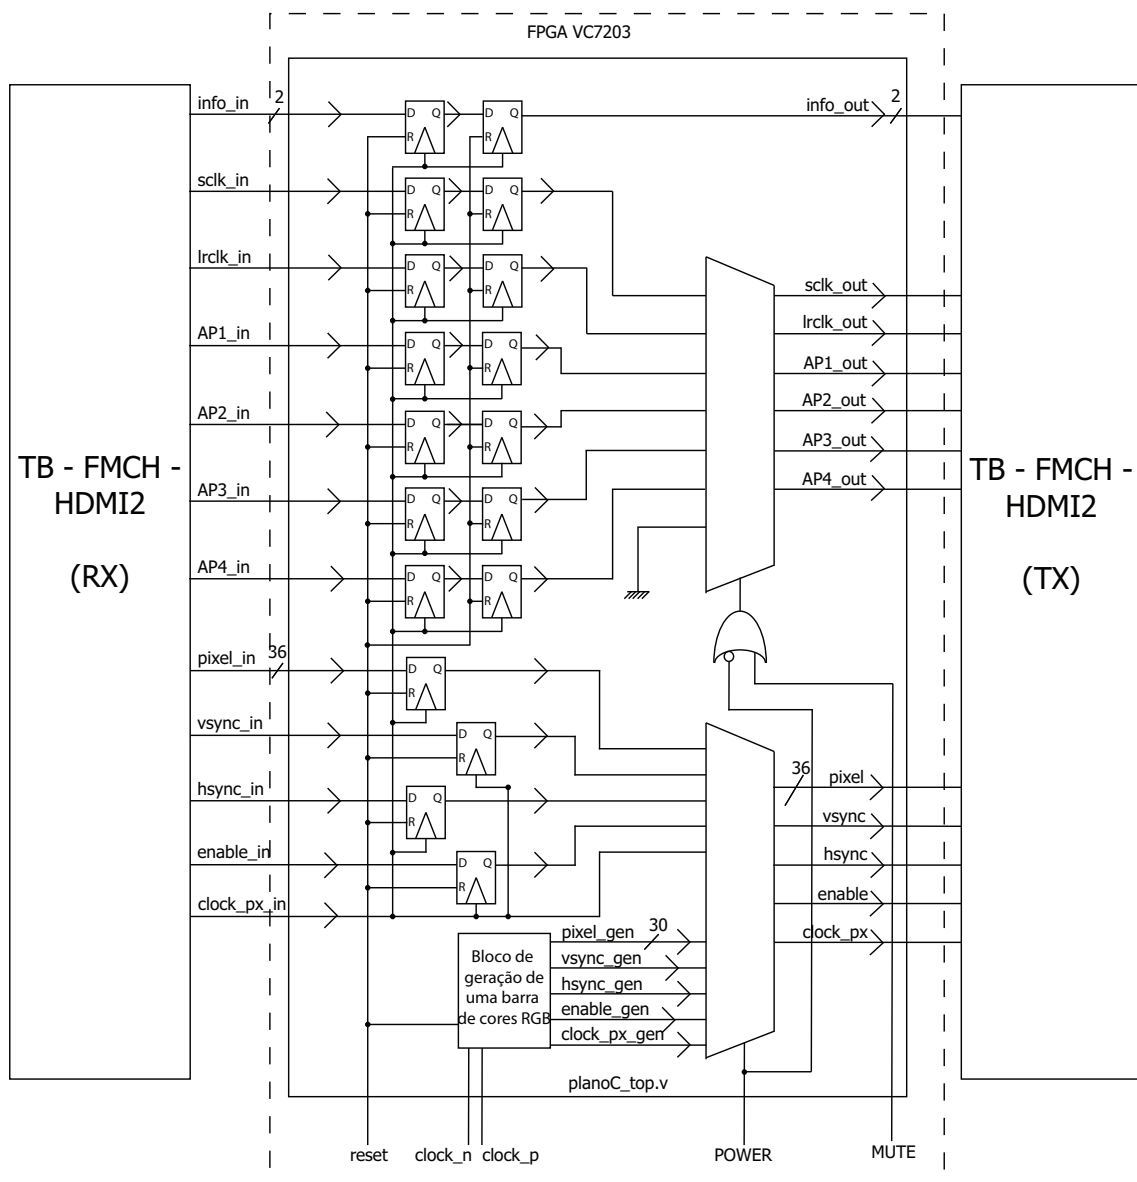 FPGA VC7203
info_in
2
D Q
R
D Q
R
info_out
2
sclk_in
D Q
R
D Q
R
lrclk_in
D Q
R
D Q
R
sclk_out
lrclk_out
AP1_in
D Q
R
D Q
R
AP1_out
AP2_in
D Q
R
D Q
R
AP2_out
AP3_out
TB - FMCH -
HDMI2
(RX)
TB - FMCH -
HDMI2
(TX)
AP3_in
D Q
R
D Q
R
AP4_out
AP4_in
D Q
R
D Q
R
pixel_in
36
D Q
R
vsync_in
D Q
R
hsync_in
D Q
R
36
pixel
vsync
enable_in
D Q
R
hsync
enable
clock_px_in
clock_px
Bloco de
geração de
uma barra
de cores RGB
pixel_gen
30
vsync_gen
hsync_gen
enable_gen
clock_px_gen
planoC_top.v
reset
clock_n
clock_p
POWER
MUTE